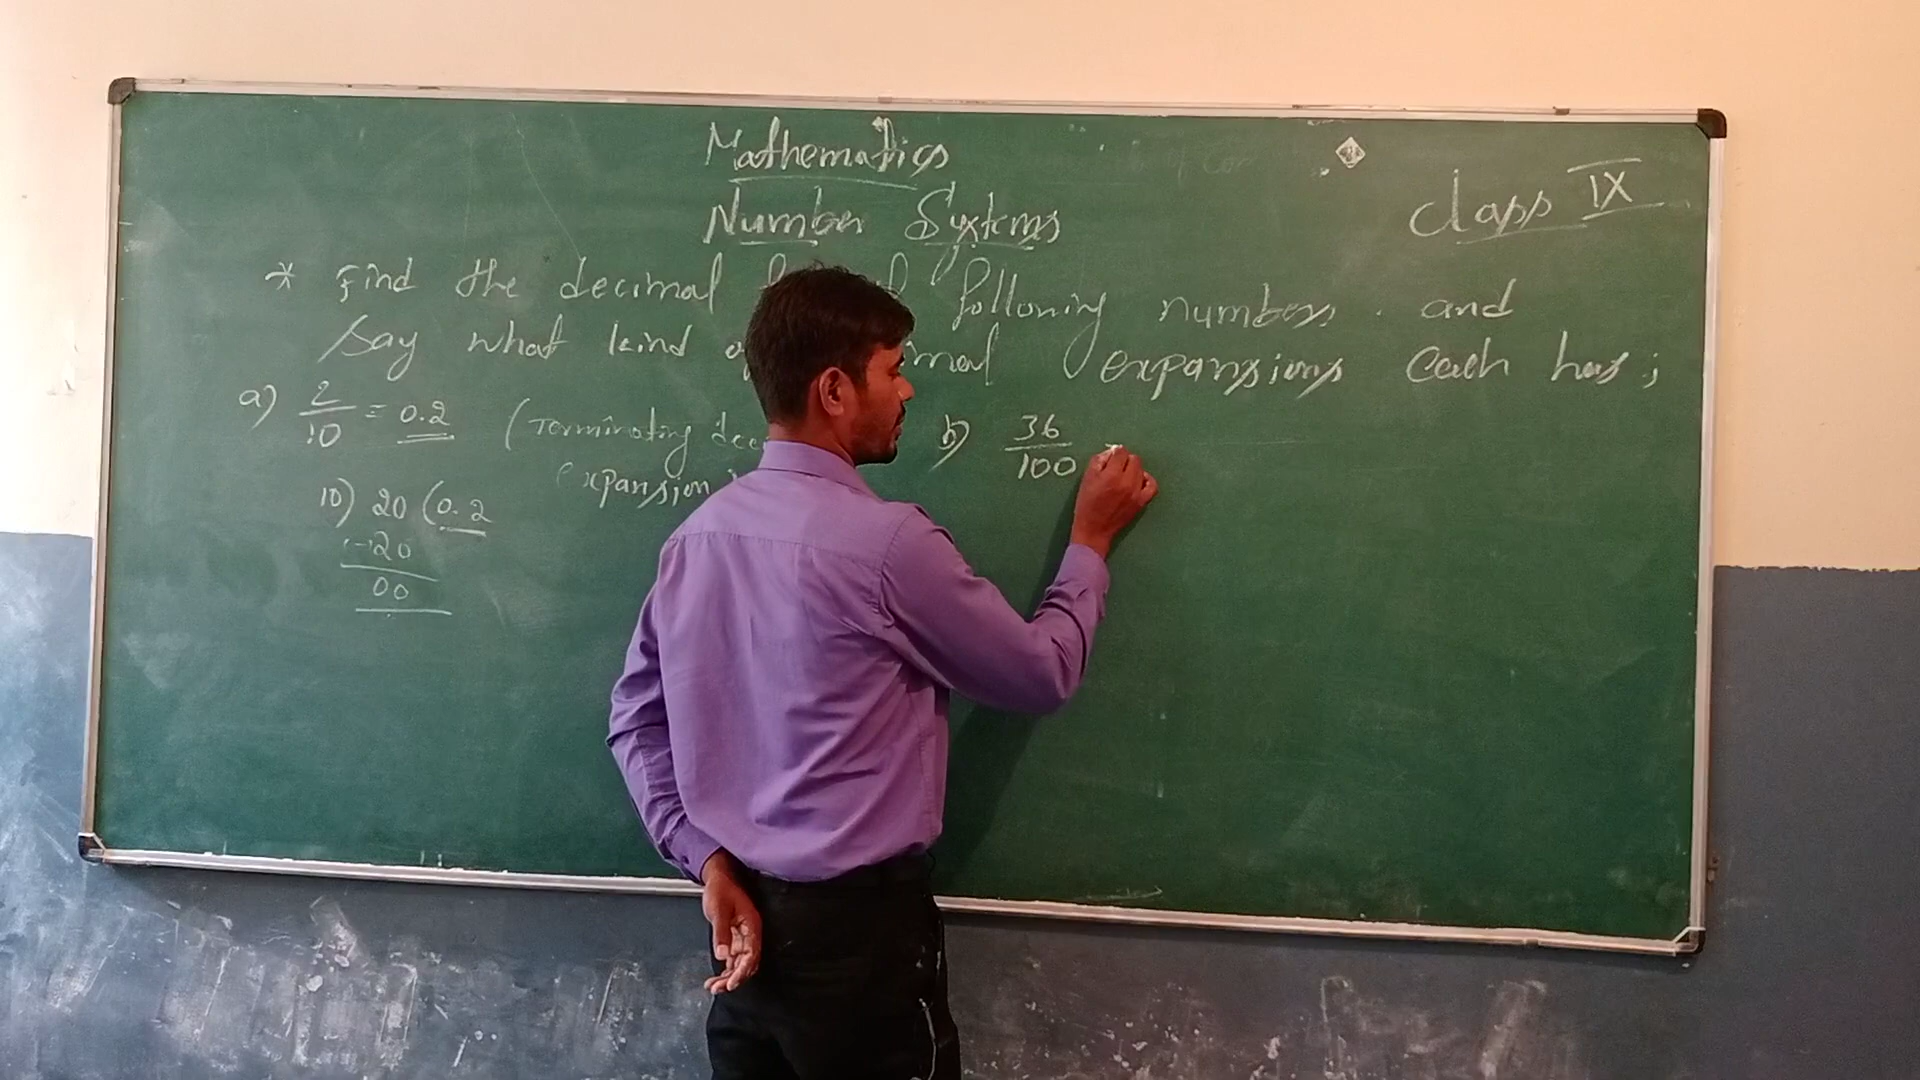 Mathematics
Number Systems
Class IX
* Find the decimal following numbers. and
Say what kind expansions each has;
a) 2/10 = 0.2 (Terminating
expansion
10) 20 (0.2
(-)20
00
b) 36/100 =